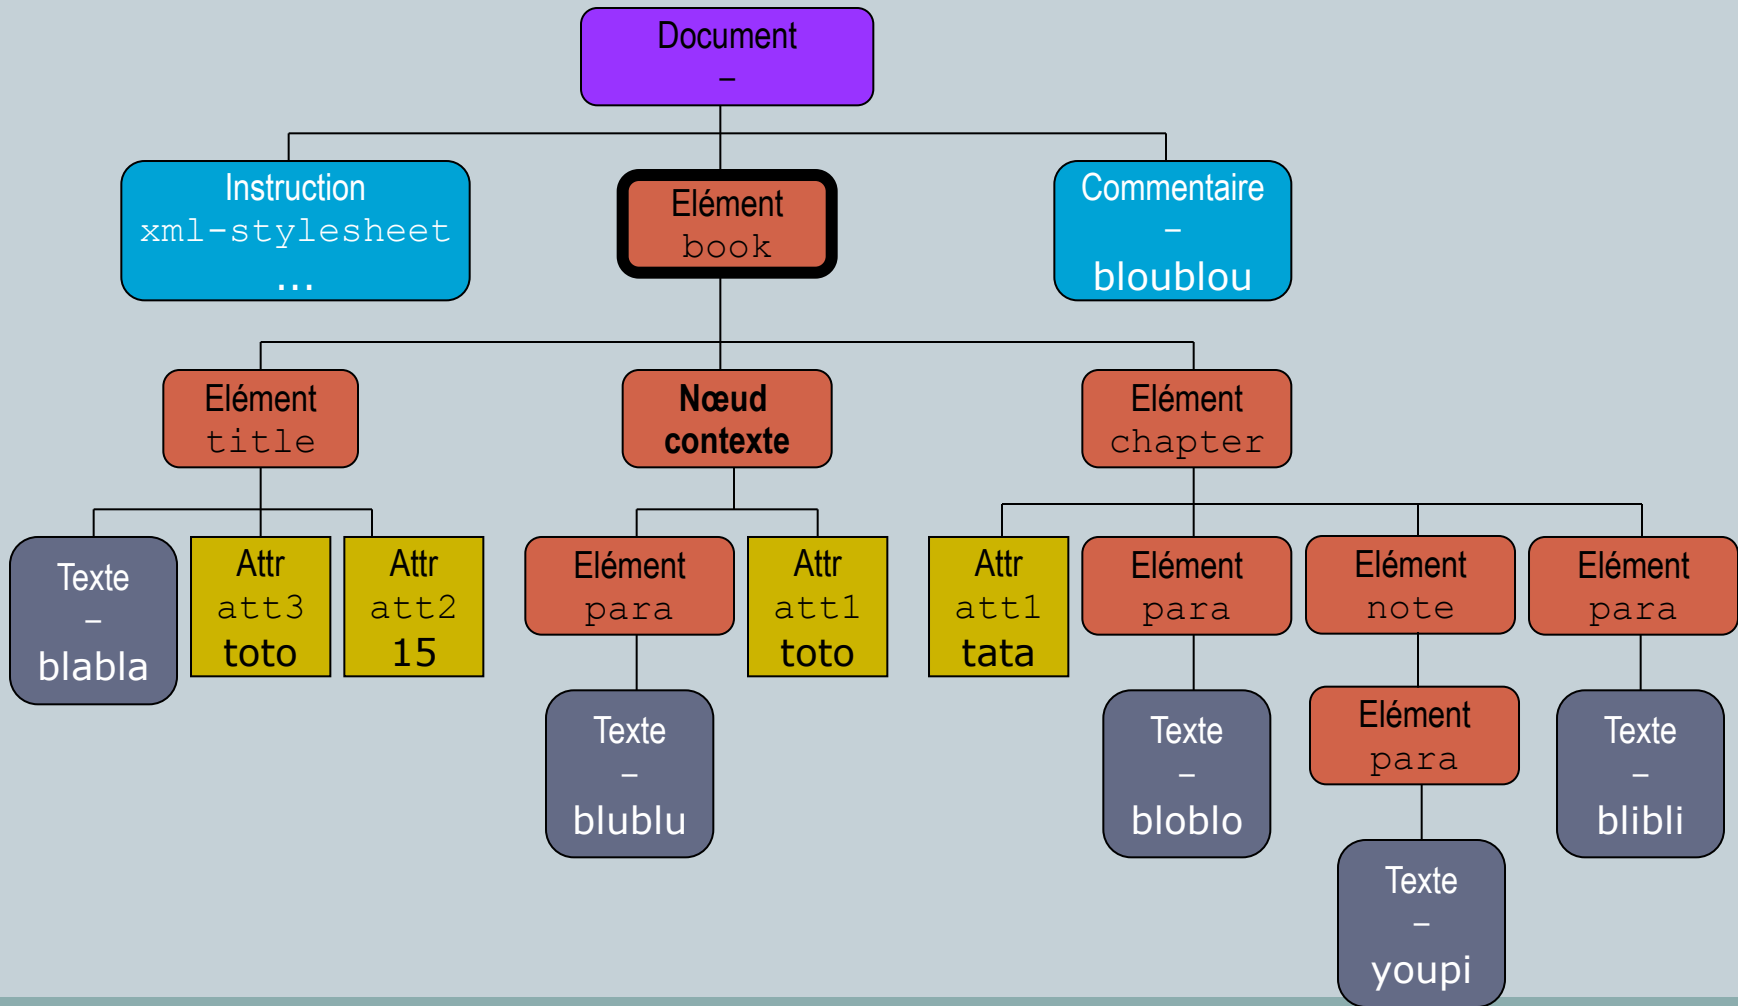 Document
–
Instruction
xml-stylesheet
...
Elément
book
Commentaire
–
bloublou
Elément
title
Nœud
contexte
Elément
chapter
Texte
–
blabla
Attr
att3
toto
Attr
att2
15
Elément
para
Attr
att1
toto
Attr
att1
tata
Elément
para
Elément
note
Elément
para
Texte
–
blublu
Texte
–
bloblo
Elément
para
Texte
–
blibli
Texte
–
youpi